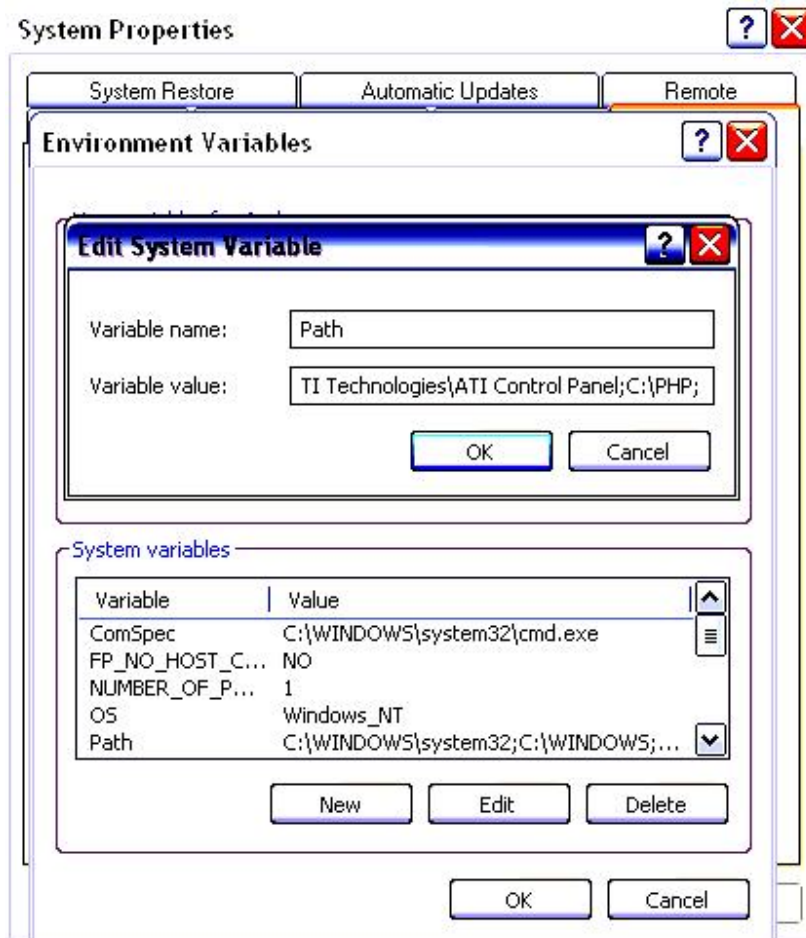 System Properties
System Restore Automatic Updates Remote
Environment Variables
Edit System Variable
Variable name: Path
Variable value: TI Technologies\ATI Control Panel;C:\PHP;
OK Cancel
System variables
Variable Value
ComSpec C:\WINDOWS\system32\cmd.exe
FP_NO_HOST_C... NO
NUMBER_OF_P... 1
OS Windows_NT
Path C:\WINDOWS\system32;C:\WINDOWS;...
New Edit Delete
OK Cancel